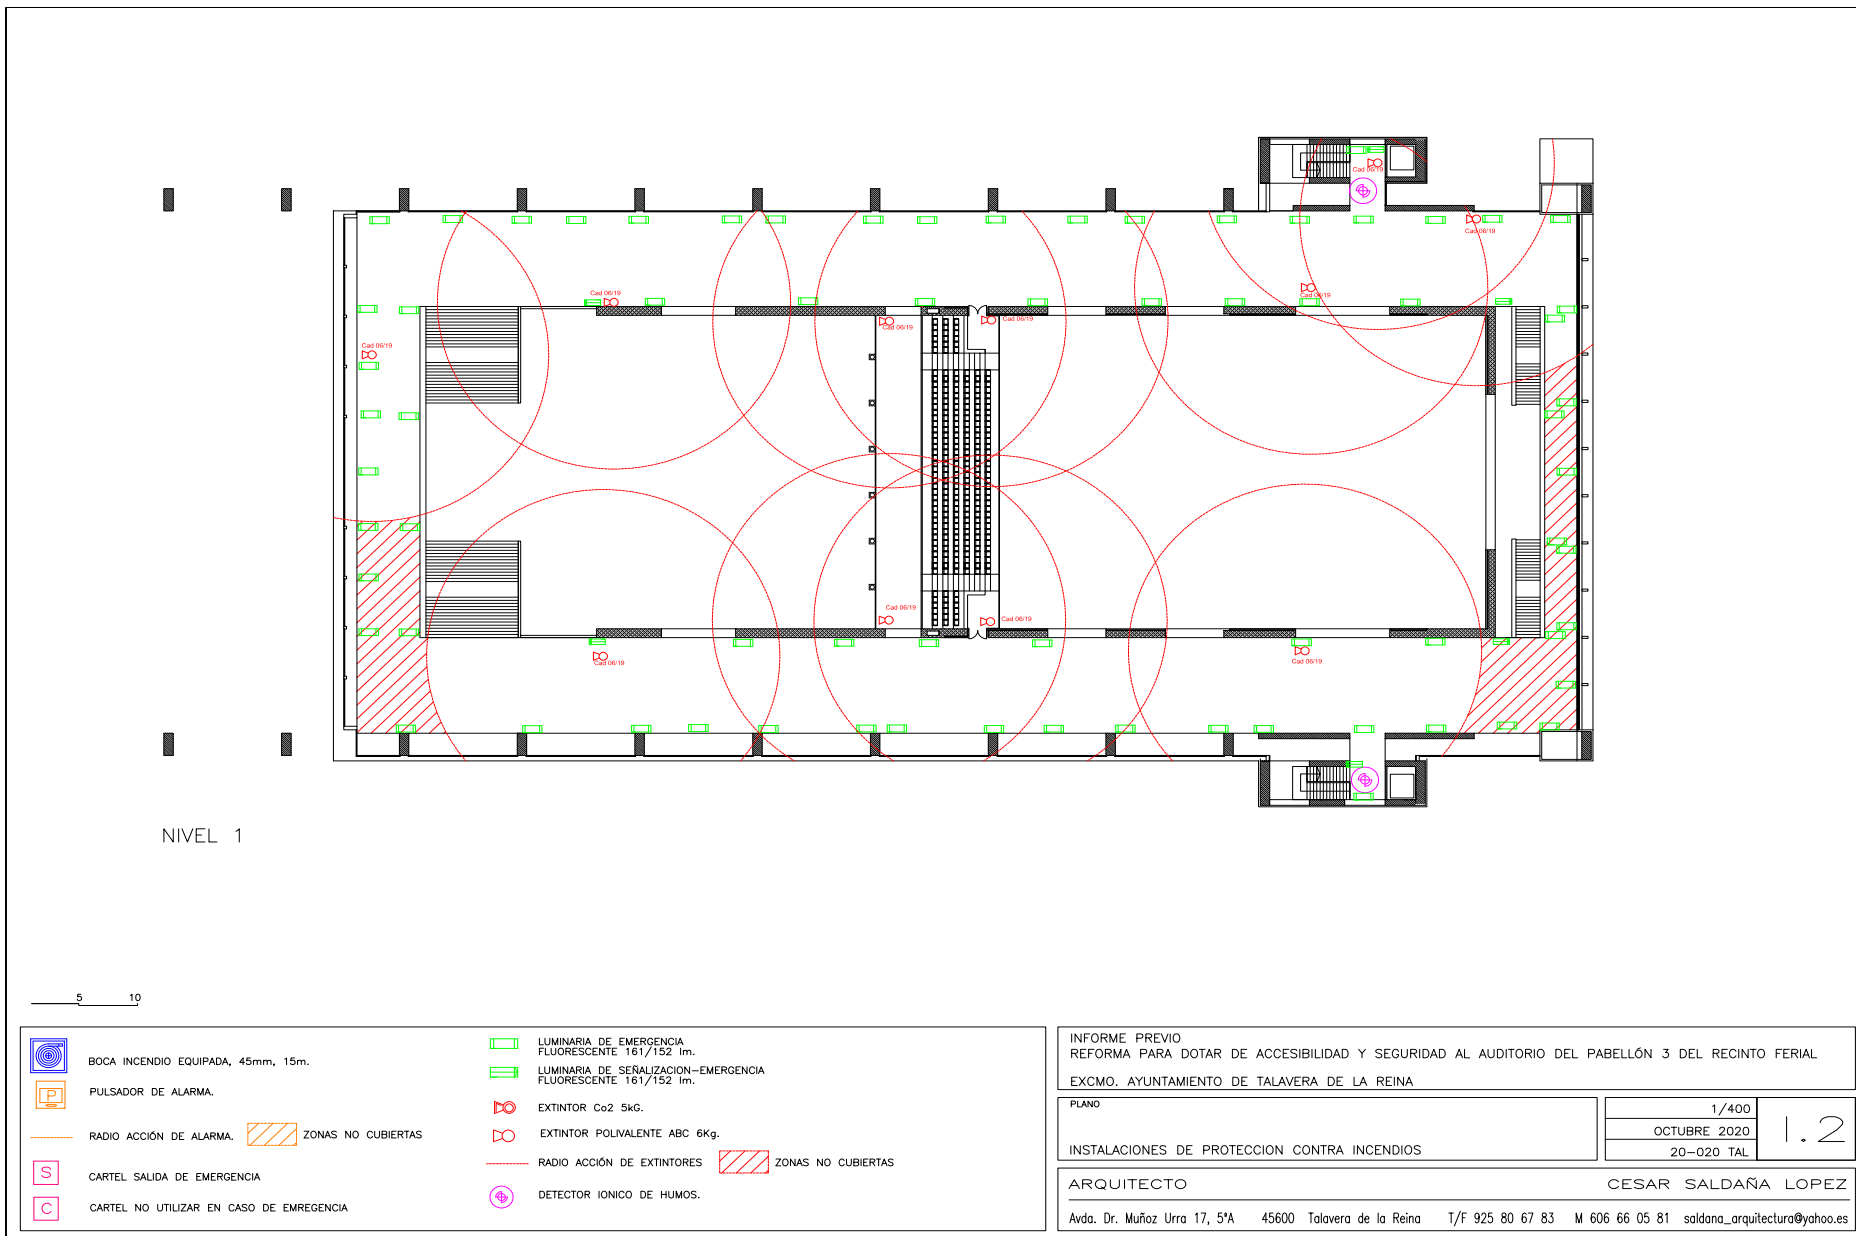 Cad 06/19
Cad 06/19
Cad 06/19
Cad 06/19
Cad 06/19
Cad 06/19
Cad 06/19
Cad 06/19
Cad 06/19
Cad 06/19
Cad 06/19
Cad 06/19
NIVEL 1
5 10
BOCA INCENDIO EQUIPADA, 45mm, 15m.
P
PULSADOR DE ALARMA.
RADIO ACCIÓN DE ALARMA.
ZONAS NO CUBIERTAS
S
CARTEL SALIDA DE EMERGENCIA
C
CARTEL NO UTILIZAR EN CASO DE EMREGENCIA
LUMINARIA DE EMERGENCIA
FLUORESCENTE 161/152 lm.
LUMINARIA DE SEÑALIZACION-EMERGENCIA
FLUORESCENTE 161/152 lm.
EXTINTOR Co2 5kG.
EXTINTOR POLIVALENTE ABC 6Kg.
RADIO ACCIÓN DE EXTINTORES
ZONAS NO CUBIERTAS
DETECTOR IONICO DE HUMOS.
INFORME PREVIO
REFORMA PARA DOTAR DE ACCESIBILIDAD Y SEGURIDAD AL AUDITORIO DEL PABELLÓN 3 DEL RECINTO FERIAL
EXCMO. AYUNTAMIENTO DE TALAVERA DE LA REINA
PLANO
INSTALACIONES DE PROTECCION CONTRA INCENDIOS
1/400
OCTUBRE 2020
20-020 TAL
I.2
ARQUITECTO CESAR SALDAÑA LOPEZ
Avda. Dr. Muñoz Urra 17, 5ªA 45600 Talavera de la Reina T/F 925 80 67 83 M 606 66 05 81 saldana_arquitectura@yahoo.es